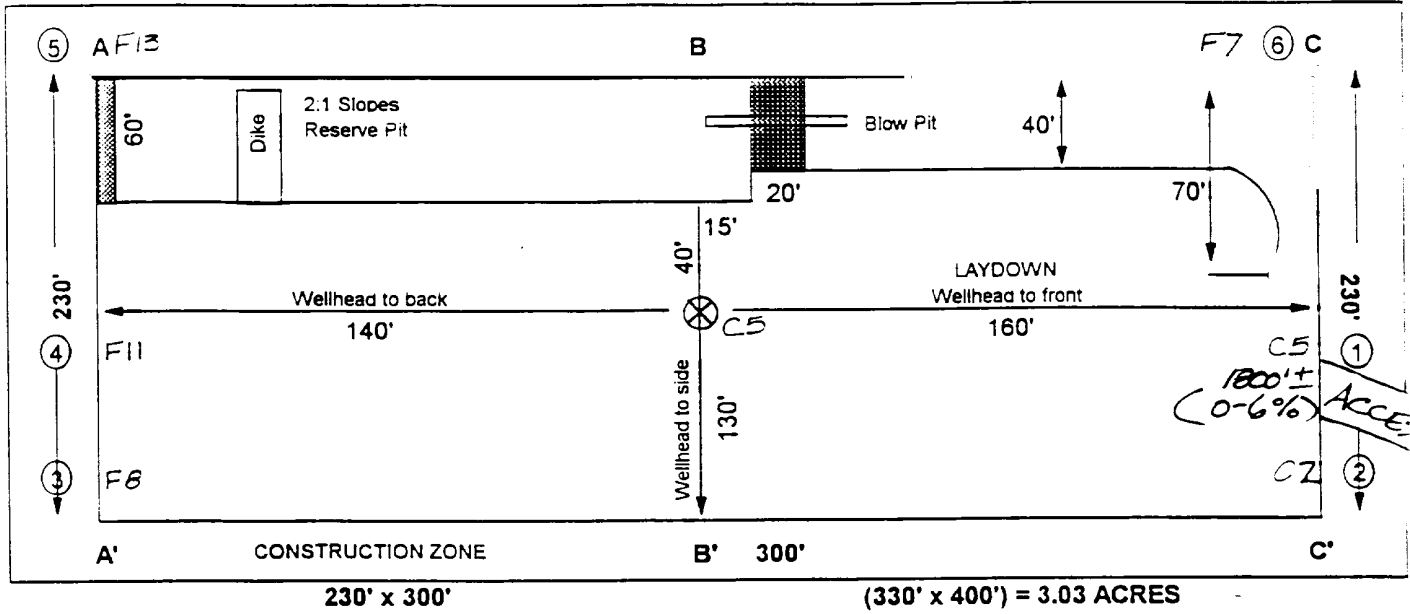 ⑤ A F13 B F7 ⑥ C
2:1 Slopes
Reserve Pit
60'
Dike
Blow Pit
40'
20'
70'
15'
40'
LAYDOWN
230'
Wellhead to back
Wellhead to front
230'
140'
C5
160'
④ F11
C5 ①
1800'±
(0-6%)
Wellhead to side
130'
③ F8
C2 ②
A' CONSTRUCTION ZONE B' 300' C'
230' x 300' (330' x 400') = 3.03 ACRES